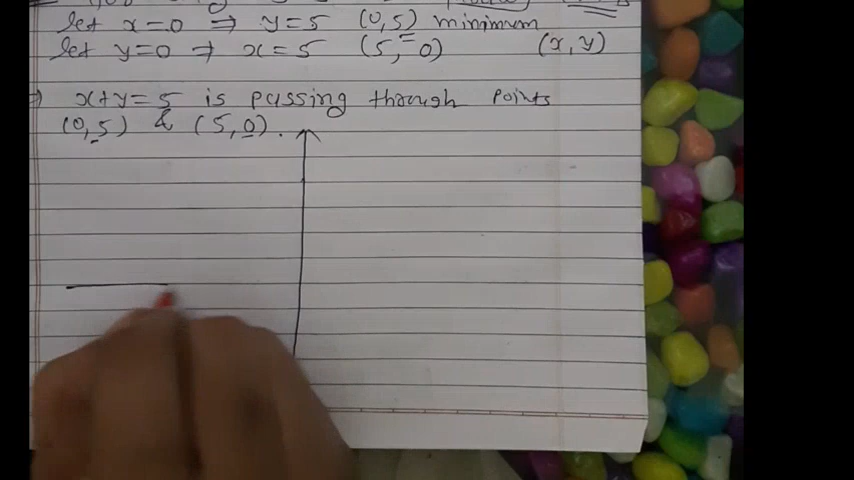 let x=0 ⇒ y=5 (0,5) minimum
let y=0 ⇒ x=5 (5,0) (x,y)
⇒ x+y=5 is passing through points
(0,5) & (5,0).